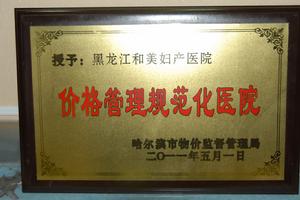 授予：黑龙江和美妇产医院
价格管理规范化医院
哈尔滨市物价监督管理局
二〇一一年五月一日